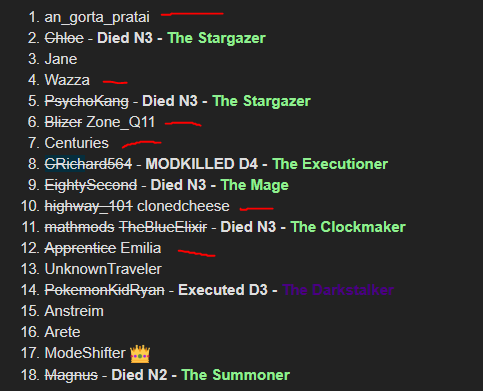 1. an_gorta_pratai
2. Chloe - Died N3 - The Stargazer
3. Jane
4. Wazza
5. PsychoKang - Died N3 - The Stargazer
6. Blizer Zone_Q11
7. Centuries
8. CRichard564 - MODKILLED D4 - The Executioner
9. EightySecond - Died N3 - The Mage
10. highway_101 clonedcheese
11. mathmods TheBlueElixir - Died N3 - The Clockmaker
12. Apprentice Emilia
13. UnknownTraveler
14. PokemonKidRyan - Executed D3 - The Darkstalker
15. Anstreim
16. Arete
17. ModeShifter 👑
18. Magnus - Died N2 - The Summoner